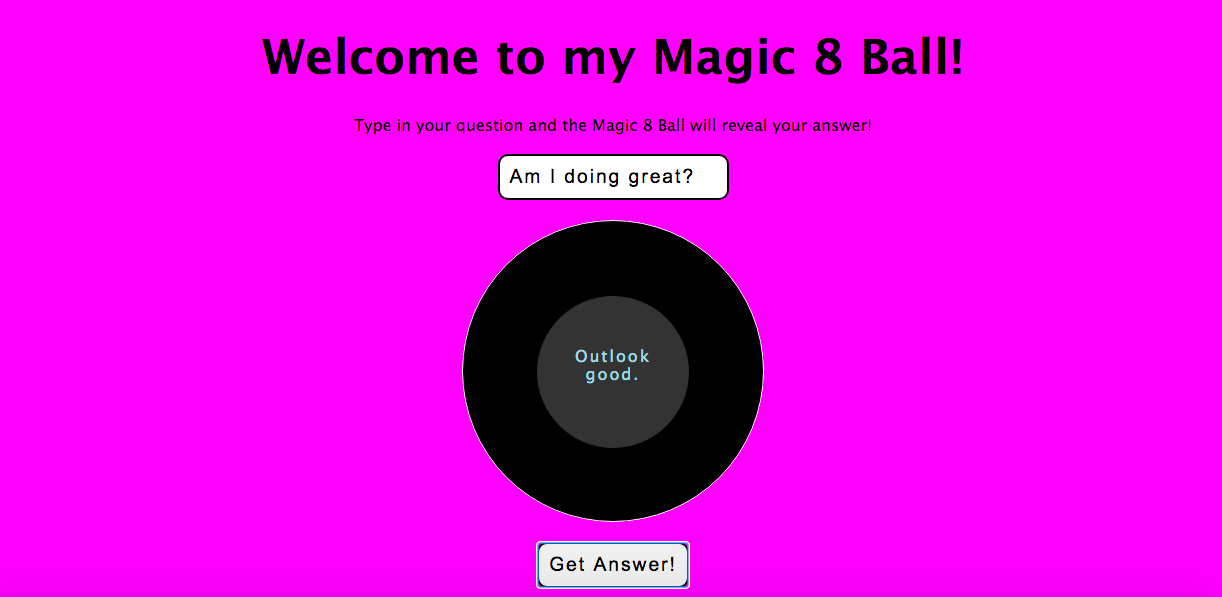 Welcome to my Magic 8 Ball!
Type in your question and the Magic 8 Ball will reveal your answer!
Am I doing great?
Outlook
good.
Get Answer!